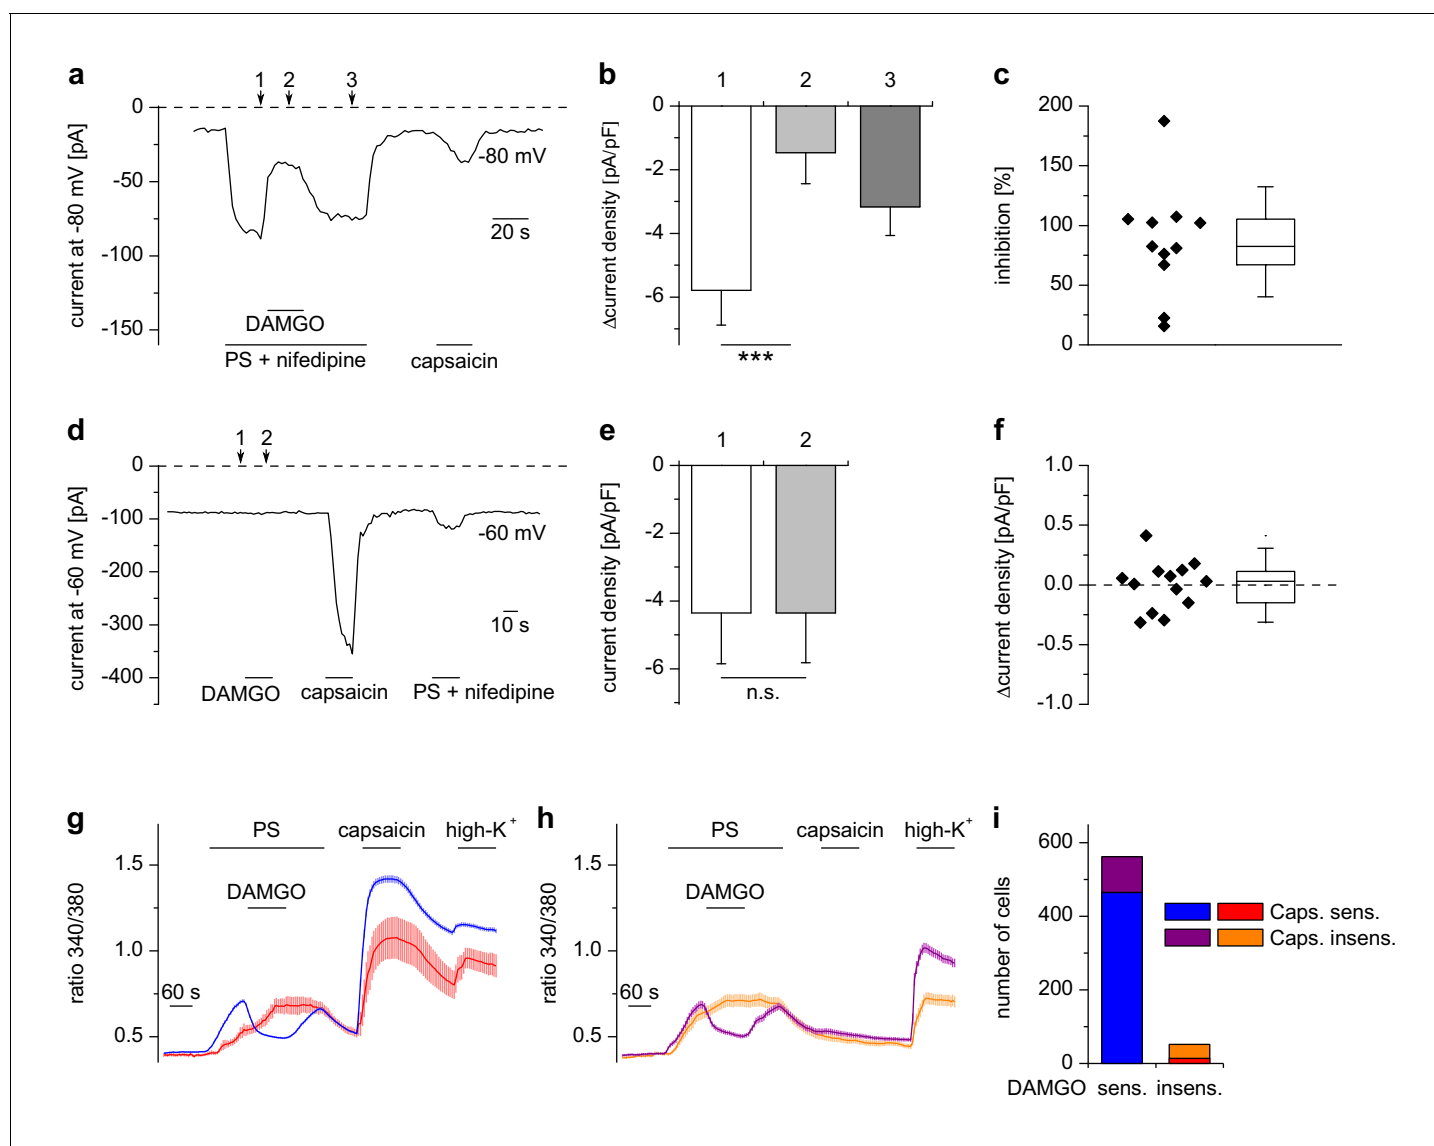 a
1 2 3
0
-50
-100
-150
current at -80 mV [pA]
-80 mV
20 s
DAMGO
PS + nifedipine
capsaicin
b
1 2 3
0
-2
-4
-6
Δcurrent density [pA/pF]
***
c
200
150
100
50
0
inhibition [%]
d
1 2
0
-100
-200
-300
-400
current at -60 mV [pA]
-60 mV
10 s
DAMGO
capsaicin
PS + nifedipine
e
1 2
0
-2
-4
-6
current density [pA/pF]
n.s.
f
1.0
0.5
0.0
-0.5
-1.0
Δcurrent density [pA/pF]
g
PS
capsaicin
high-K+
DAMGO
1.5
1.0
0.5
ratio 340/380
60 s
h
PS
capsaicin
high-K+
DAMGO
1.5
1.0
0.5
ratio 340/380
60 s
i
600
400
200
0
number of cells
Caps. sens.
Caps. insens.
DAMGO sens. insens.